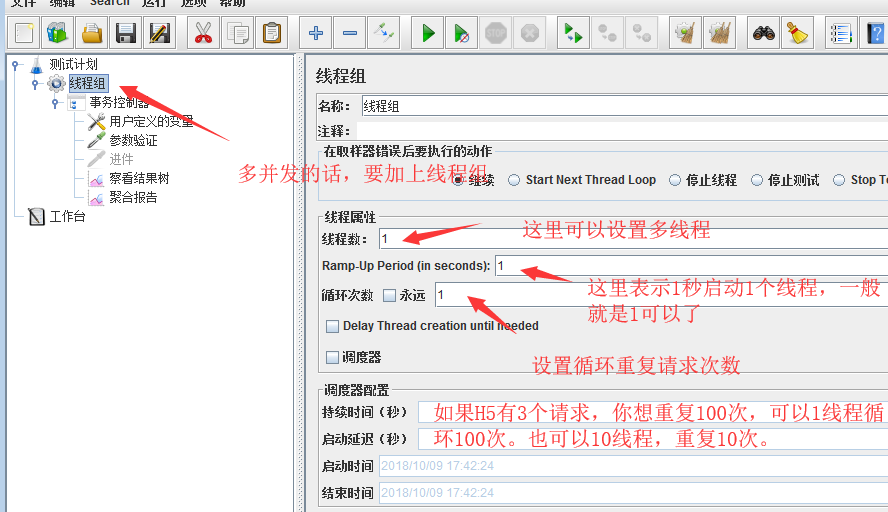 文件 编辑 Search 运行 选项 帮助
STOP
测试计划
线程组
事务控制器
用户定义的变量
参数验证
进件
察看结果树
聚合报告
工作台
线程组
名称： 线程组
注释：
在取样器错误后要执行的动作
多并发的话，要加上线程组
继续 Start Next Thread Loop 停止线程 停止测试 Stop Te
线程属性
线程数： 1
这里可以设置多线程
Ramp-Up Period (in seconds): 1
这里表示1秒启动1个线程，一般
就是1可以了
循环次数 永远 1
Delay Thread creation until needed
调度器
设置循环重复请求次数
调度器配置
持续时间（秒） 如果H5有3个请求，你想重复100次，可以1线程循
启动延迟（秒） 环100次。也可以10线程，重复10次。
启动时间 2018/10/09 17:42:24
结束时间 2018/10/09 17:42:24